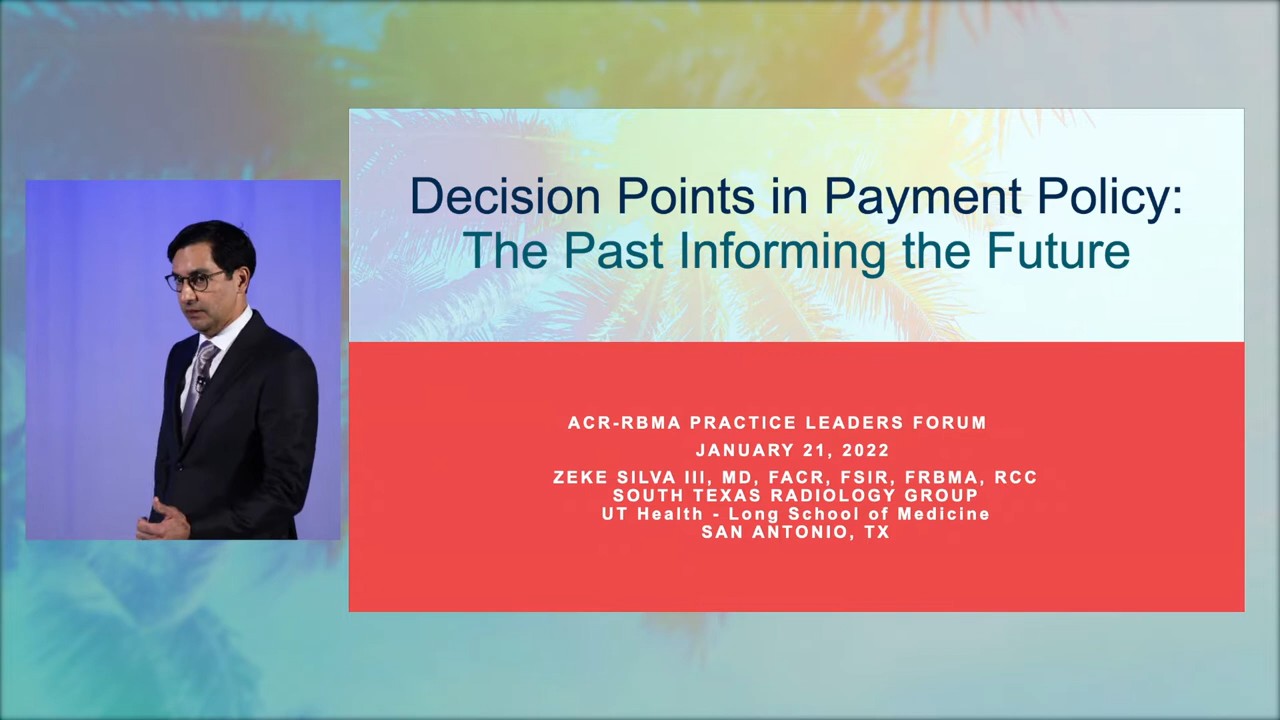 Decision Points in Payment Policy:
The Past Informing the Future
ACR-RBMA PRACTICE LEADERS FORUM
JANUARY 21, 2022
ZEKE SILVA III, MD, FACR, FSIR, FRBMA, RCC
SOUTH TEXAS RADIOLOGY GROUP
UT Health - Long School of Medicine
SAN ANTONIO, TX